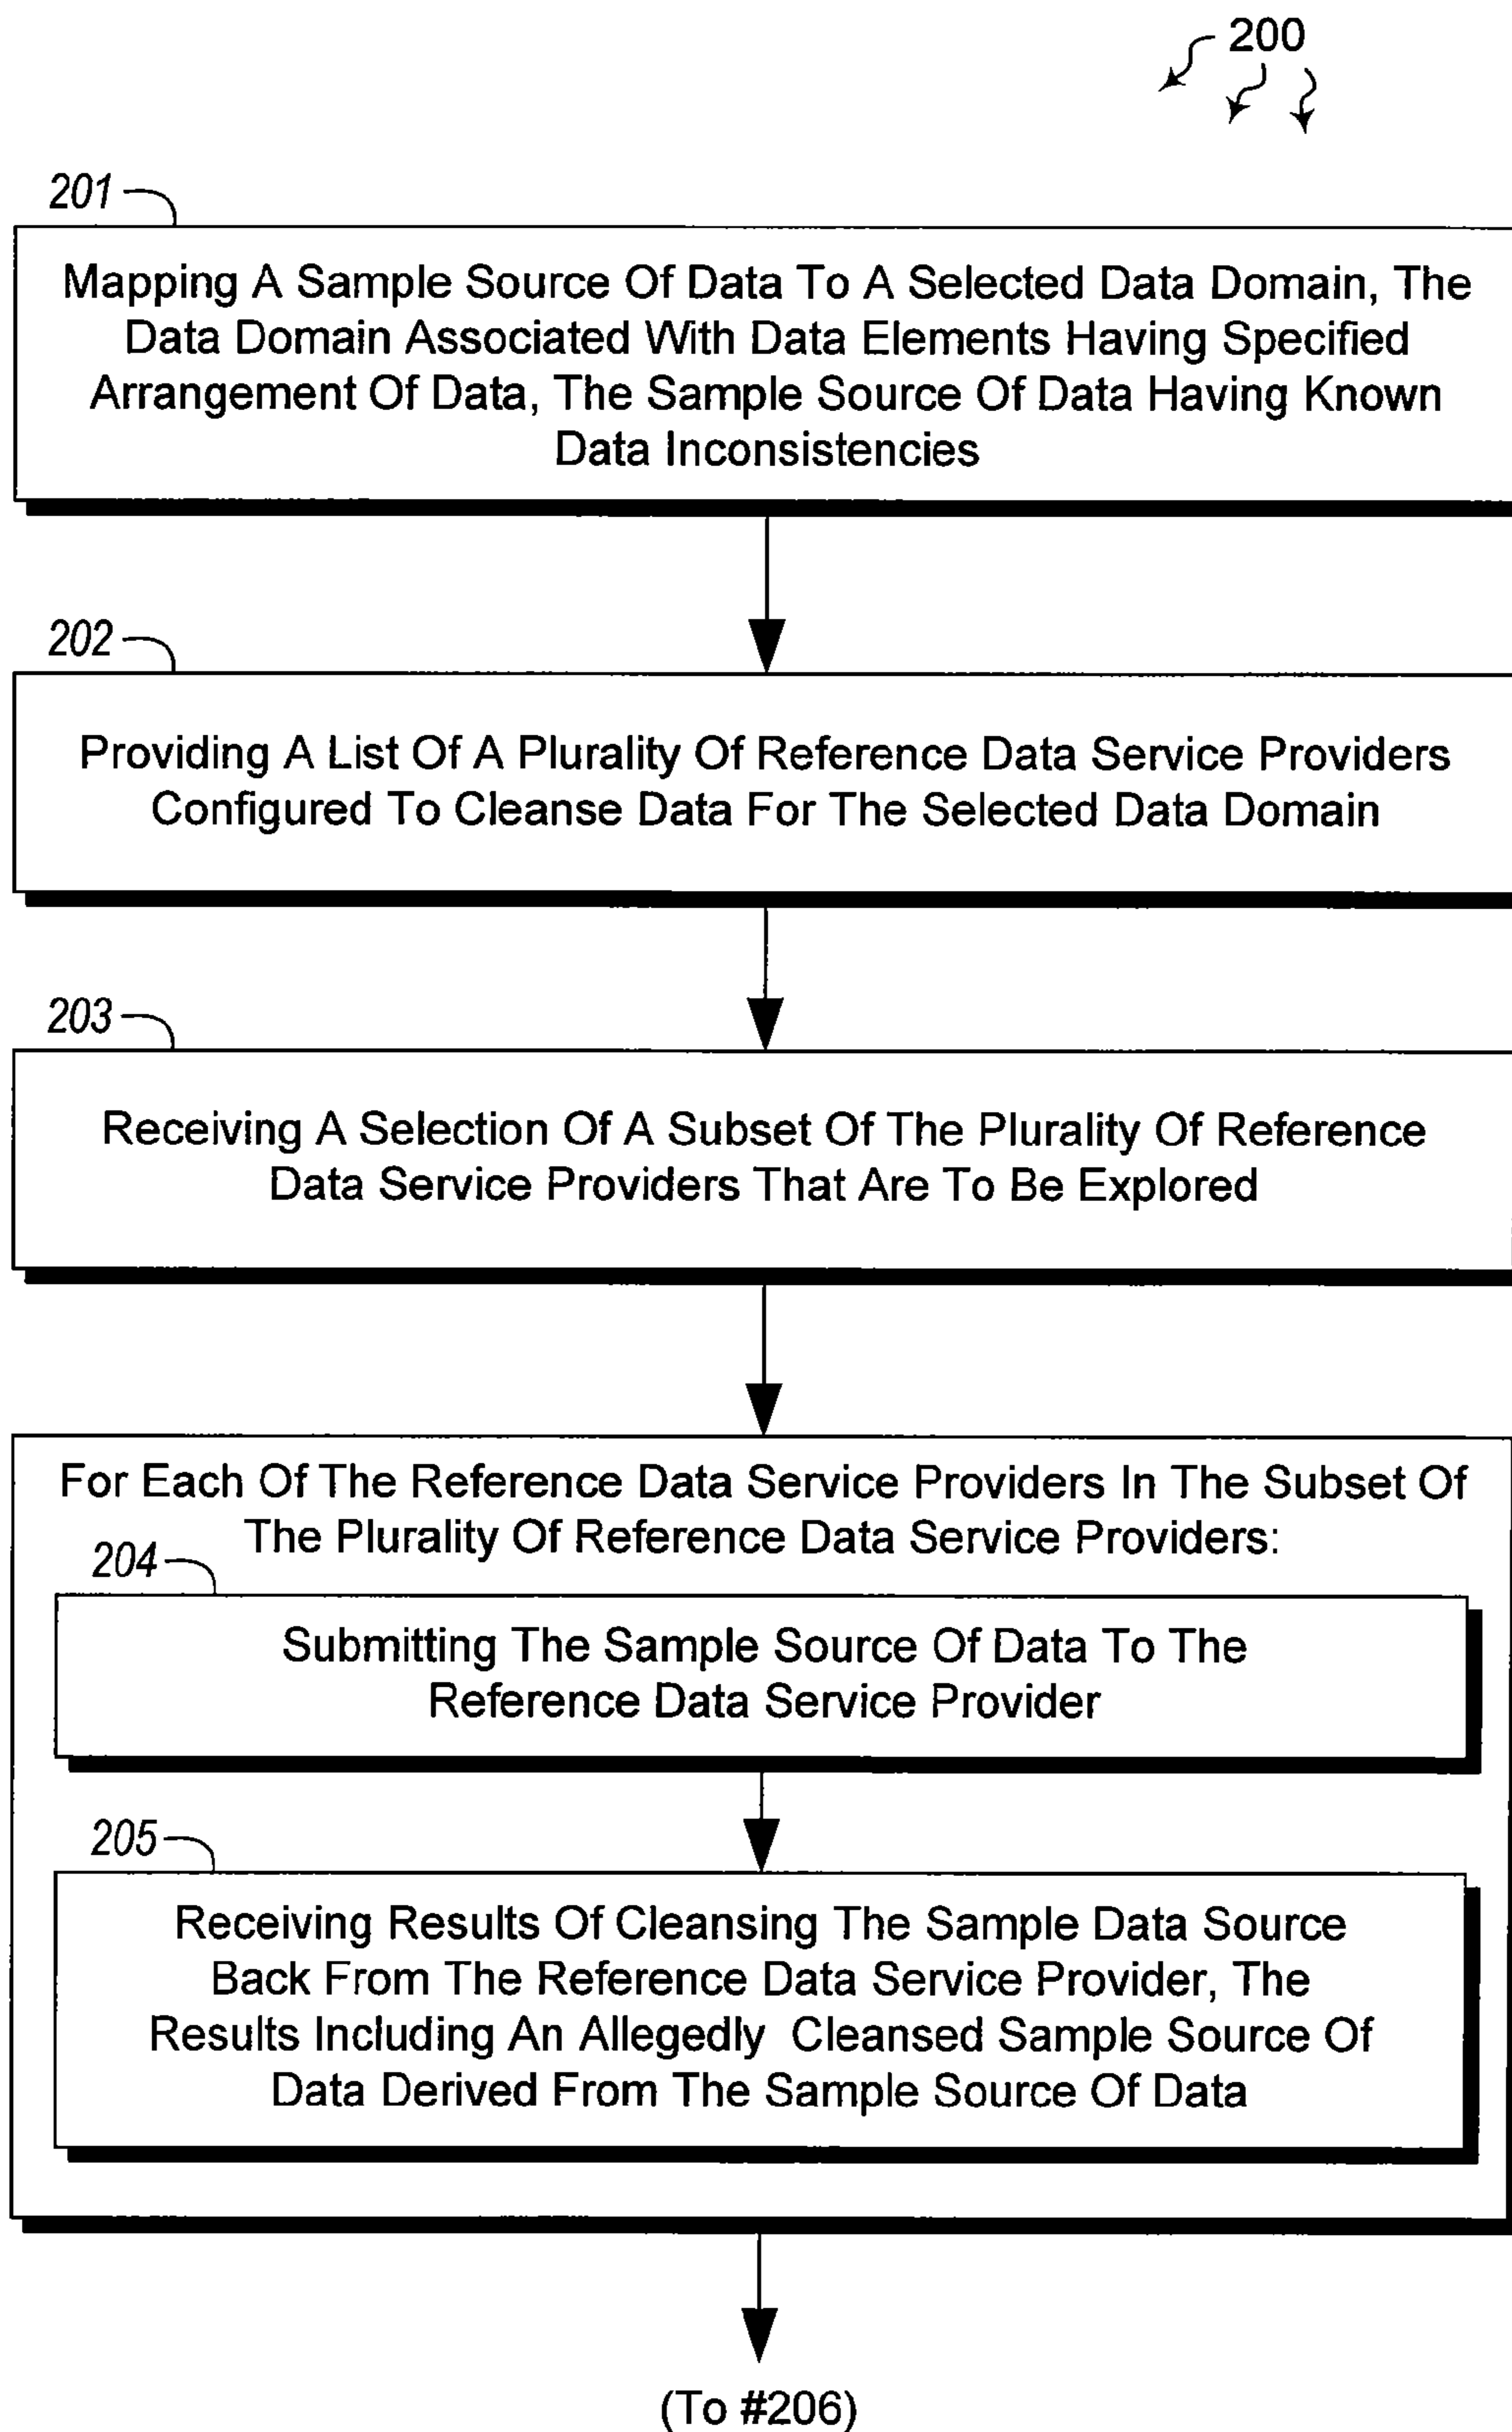 200
201
Mapping A Sample Source Of Data To A Selected Data Domain, The
Data Domain Associated With Data Elements Having Specified
Arrangement Of Data, The Sample Source Of Data Having Known
Data Inconsistencies
202
Providing A List Of A Plurality Of Reference Data Service Providers
Configured To Cleanse Data For The Selected Data Domain
203
Receiving A Selection Of A Subset Of The Plurality Of Reference
Data Service Providers That Are To Be Explored
For Each Of The Reference Data Service Providers In The Subset Of
The Plurality Of Reference Data Service Providers:
204
Submitting The Sample Source Of Data To The
Reference Data Service Provider
205
Receiving Results Of Cleansing The Sample Data Source
Back From The Reference Data Service Provider, The
Results Including An Allegedly Cleansed Sample Source Of
Data Derived From The Sample Source Of Data
(To #206)